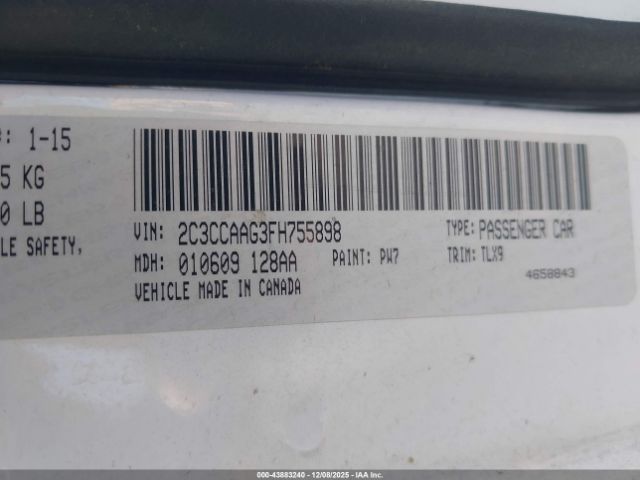 : 1-15
5 KG
0 LB
LE SAFETY,
VIN: 2C3CCAAG3FH755898
TYPE: PASSENGER CAR
MDH: 010609 128AA
PAINT: PW7
TRIM: TLX9
VEHICLE MADE IN CANADA
4658843
000-43883240 - 12/08/2025 - IAA Inc.